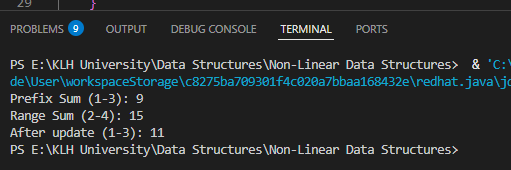 29 }
PROBLEMS 9 OUTPUT DEBUG CONSOLE TERMINAL PORTS
PS E:\KLH University\Data Structures\Non-Linear Data Structures> & 'C:\
de\User\workspaceStorage\c8275ba709301f4c020a7bbaa168432e\redhat.java\jd
Prefix Sum (1-3): 9
Range Sum (2-4): 15
After update (1-3): 11
PS E:\KLH University\Data Structures\Non-Linear Data Structures>